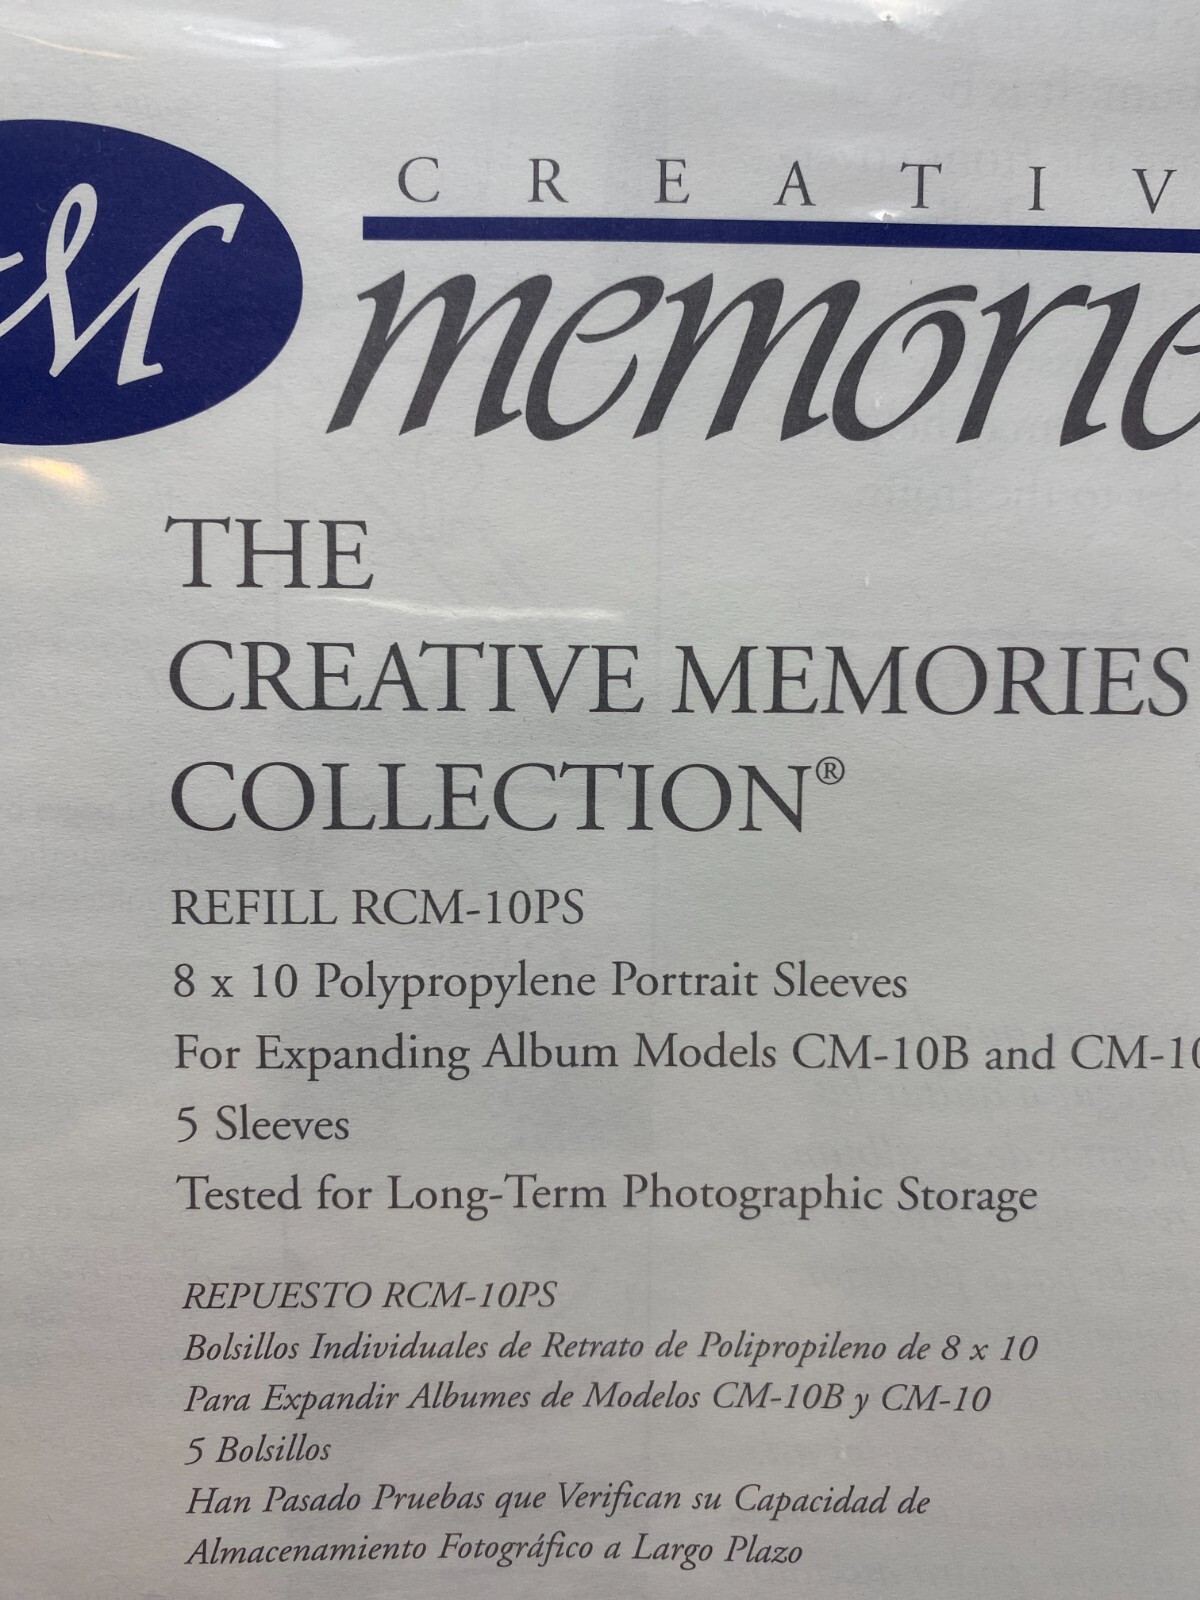 CREATIV
memorie
THE
CREATIVE MEMORIES
COLLECTION®
REFILL RCM-10PS
8 x 10 Polypropylene Portrait Sleeves
For Expanding Album Models CM-10B and CM-10
5 Sleeves
Tested for Long-Term Photographic Storage
REPUESTO RCM-10PS
Bolsillos Individuales de Retrato de Polipropileno de 8 x 10
Para Expandir Albumes de Modelos CM-10B y CM-10
5 Bolsillos
Han Pasado Pruebas que Verifican su Capacidad de
Almacenamiento Fotográfico a Largo Plazo